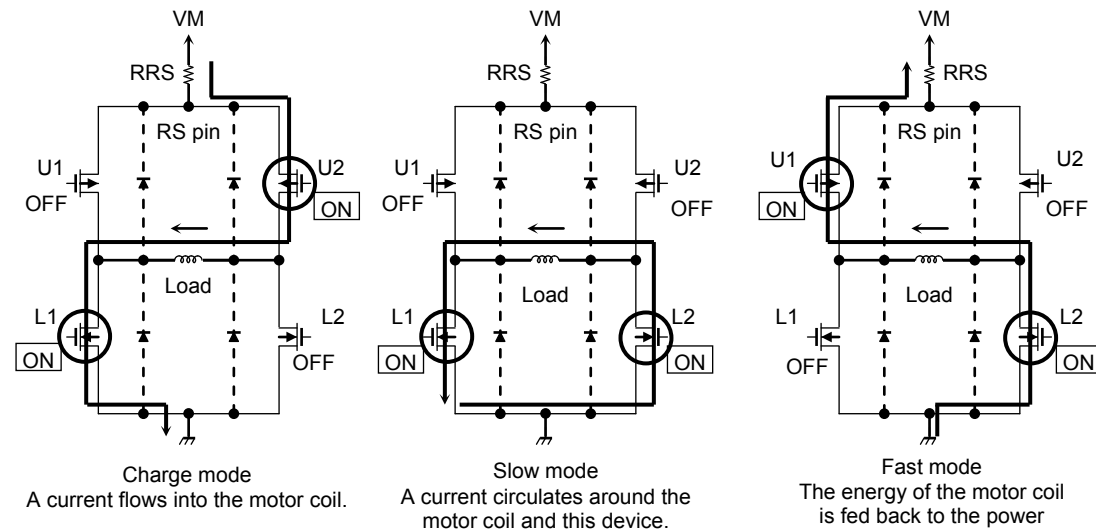 VM
RRS
RS pin
U1
OFF
U2
ON
Load
L1
ON
L2
OFF
Charge mode
A current flows into the motor coil.
VM
RRS
RS pin
U1
OFF
U2
OFF
Load
L1
ON
L2
ON
Slow mode
A current circulates around the
motor coil and this device.
VM
RRS
RS pin
U1
ON
U2
OFF
Load
L1
OFF
L2
ON
Fast mode
The energy of the motor coil
is fed back to the power